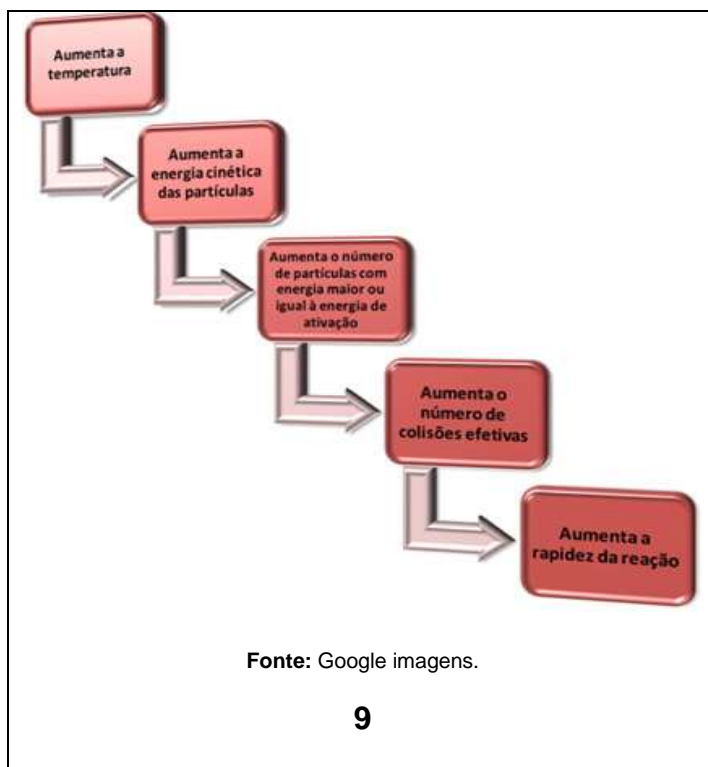 Aumenta a
temperatura
Aumenta a
energia cinética
das partículas
Aumenta o número
de partículas com
energia maior ou
igual à energia de
ativação
Aumenta o
número de
colisões efetivas
Aumenta a
rapidez da reação
Fonte: Google imagens.
9